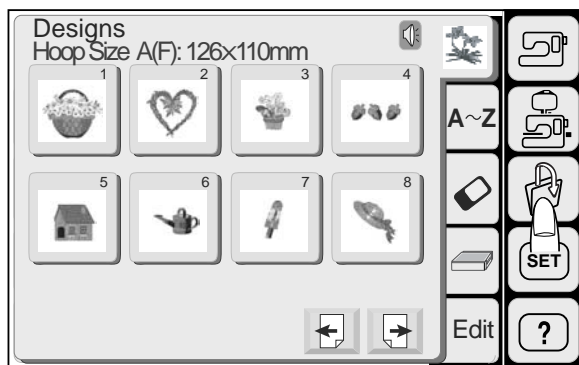 Designs
Hoop Size A(F): 126×110mm
1 2 3 4
A~Z
5 6 7 8
SET
Edit
?